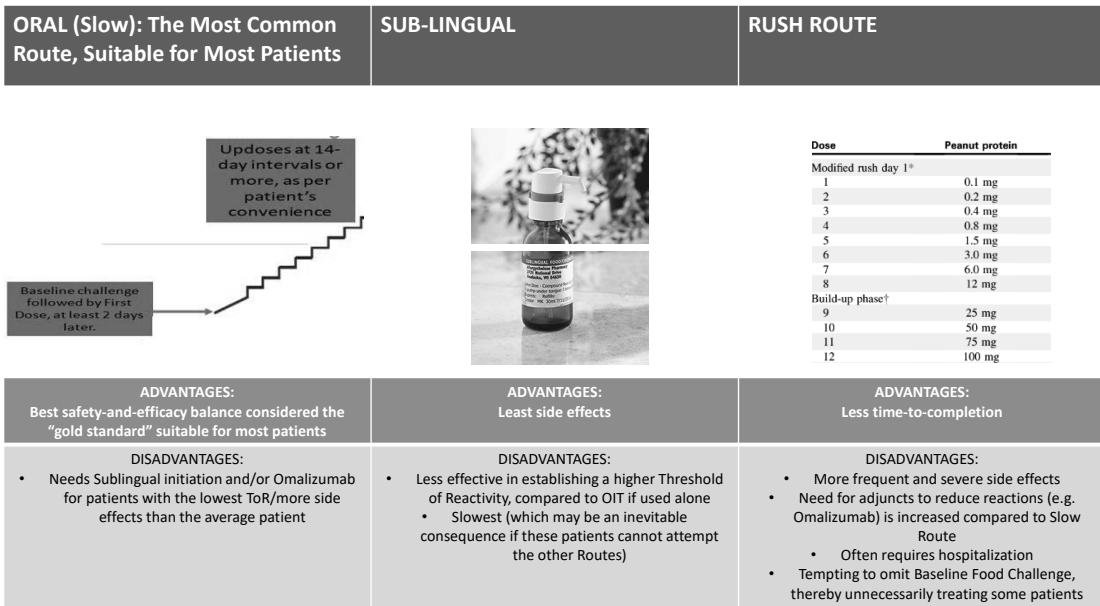 ORAL (Slow): The Most Common
Route, Suitable for Most Patients
SUB-LINGUAL
RUSH ROUTE
Updoses at 14-
day intervals or
more, as per
patient's
convenience
Baseline challenge
followed by First
Dose, at least 2 days
later.
SUBLINGUAL FOOD
Dose Peanut protein
Modified rush day 1*
1 0.1 mg
2 0.2 mg
3 0.4 mg
4 0.8 mg
5 1.5 mg
6 3.0 mg
7 6.0 mg
8 12 mg
Build-up phase†
9 25 mg
10 50 mg
11 75 mg
12 100 mg
ADVANTAGES:
Best safety-and-efficacy balance considered the
"gold standard" suitable for most patients
ADVANTAGES:
Least side effects
ADVANTAGES:
Less time-to-completion
DISADVANTAGES:
• Needs Sublingual initiation and/or Omalizumab
for patients with the lowest ToR/more side
effects than the average patient
DISADVANTAGES:
• Less effective in establishing a higher Threshold
of Reactivity, compared to OIT if used alone
• Slowest (which may be an inevitable
consequence if these patients cannot attempt
the other Routes)
DISADVANTAGES:
• More frequent and severe side effects
• Need for adjuncts to reduce reactions (e.g.
Omalizumab) is increased compared to Slow
Route
• Often requires hospitalization
• Tempting to omit Baseline Food Challenge,
thereby unnecessarily treating some patients